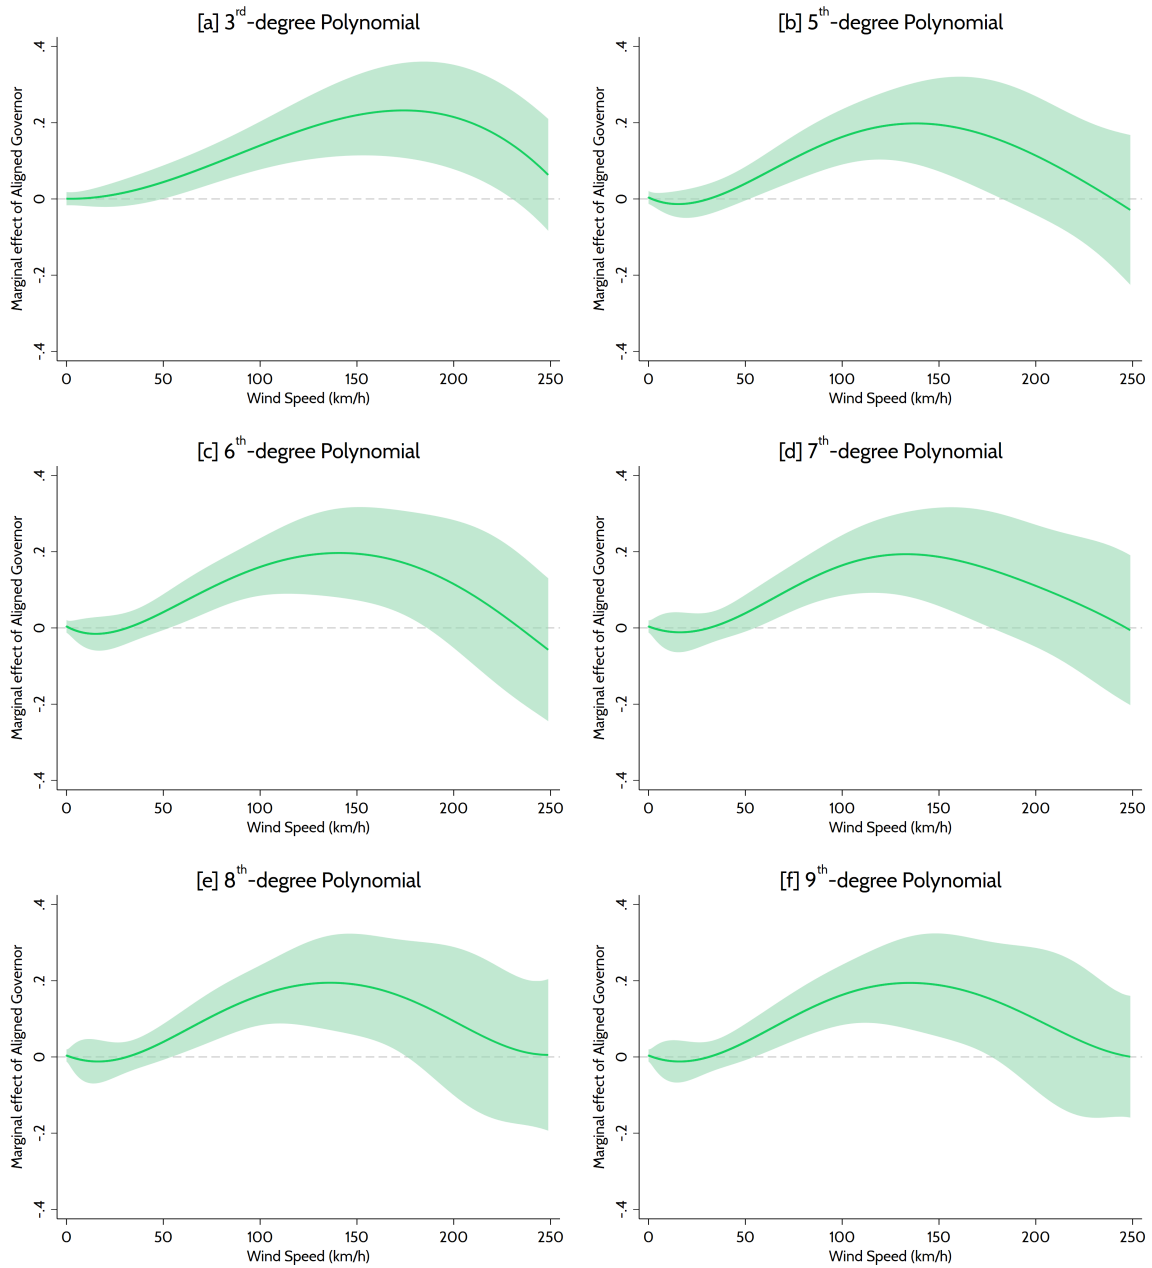 [a] 3rd-degree Polynomial
Marginal effect of Aligned Governor
.4
.2
0
-.2
-.4
0 50 100 150 200 250
Wind Speed (km/h)
[b] 5th-degree Polynomial
Marginal effect of Aligned Governor
.4
.2
0
-.2
-.4
0 50 100 150 200 250
Wind Speed (km/h)
[c] 6th-degree Polynomial
Marginal effect of Aligned Governor
.4
.2
0
-.2
-.4
0 50 100 150 200 250
Wind Speed (km/h)
[d] 7th-degree Polynomial
Marginal effect of Aligned Governor
.4
.2
0
-.2
-.4
0 50 100 150 200 250
Wind Speed (km/h)
[e] 8th-degree Polynomial
Marginal effect of Aligned Governor
.4
.2
0
-.2
-.4
0 50 100 150 200 250
Wind Speed (km/h)
[f] 9th-degree Polynomial
Marginal effect of Aligned Governor
.4
.2
0
-.2
-.4
0 50 100 150 200 250
Wind Speed (km/h)